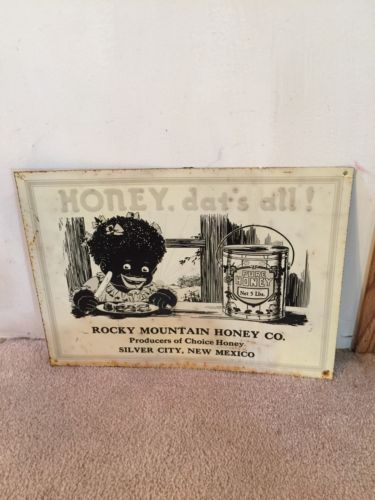 HONEY, dat's all!
PURE
HONEY
Net 5 Lbs.
ROCKY MOUNTAIN HONEY CO.
Producers of Choice Honey
SILVER CITY, NEW MEXICO